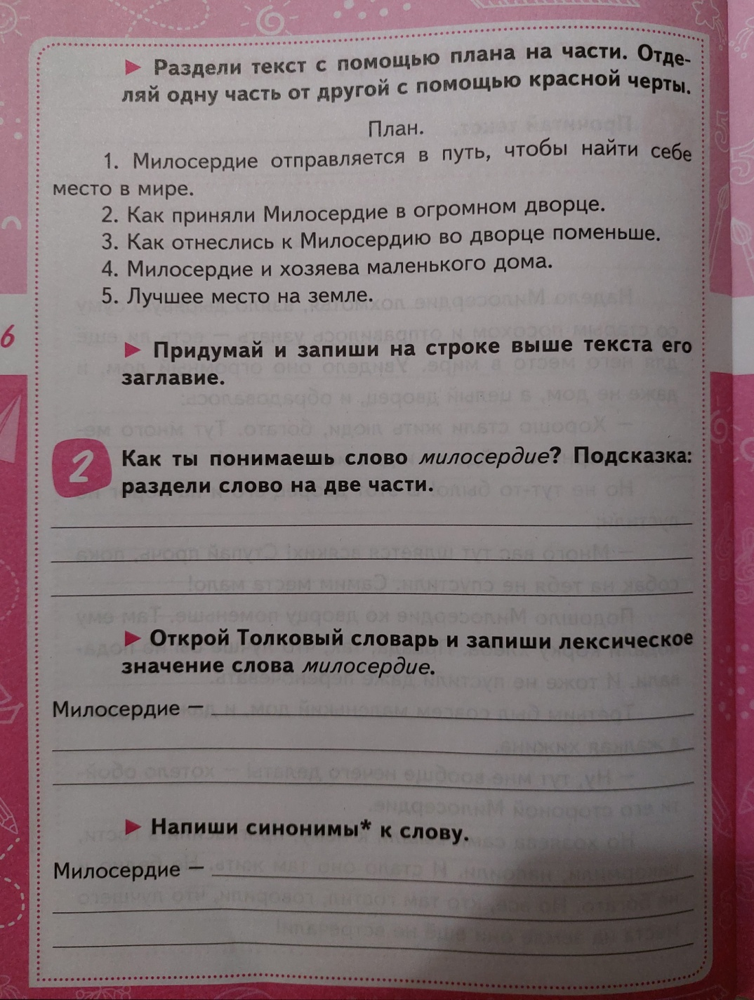 ► Раздели текст с помощью плана на части. Отде-
ляй одну часть от другой с помощью красной черты.
План.
1. Милосердие отправляется в путь, чтобы найти себе
место в мире.
2. Как приняли Милосердие в огромном дворце.
3. Как отнеслись к Милосердию во дворце поменьше.
4. Милосердие и хозяева маленького дома.
5. Лучшее место на земле.
6
► Придумай и запиши на строке выше текста его
заглавие.
2 Как ты понимаешь слово милосердие? Подсказка:
раздели слово на две части.
► Открой Толковый словарь и запиши лексическое
значение слова милосердие.
Милосердие —
► Напиши синонимы* к слову.
Милосердие —